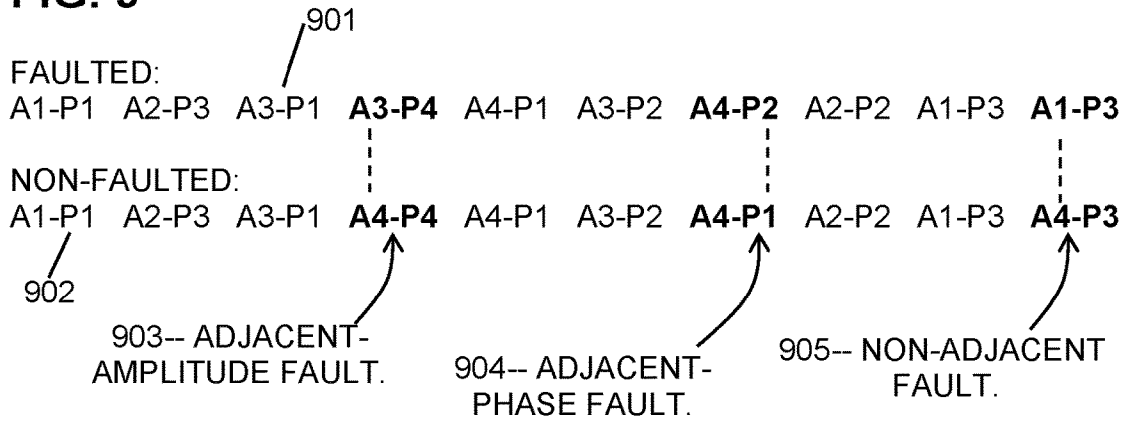 901
FAULTED:
A1-P1 A2-P3 A3-P1 A3-P4 A4-P1 A3-P2 A4-P2 A2-P2 A1-P3 A1-P3
NON-FAULTED:
A1-P1 A2-P3 A3-P1 A4-P4 A4-P1 A3-P2 A4-P1 A2-P2 A1-P3 A4-P3
902
903-- ADJACENT-
AMPLITUDE FAULT.
904-- ADJACENT-
PHASE FAULT.
905-- NON-ADJACENT
FAULT.